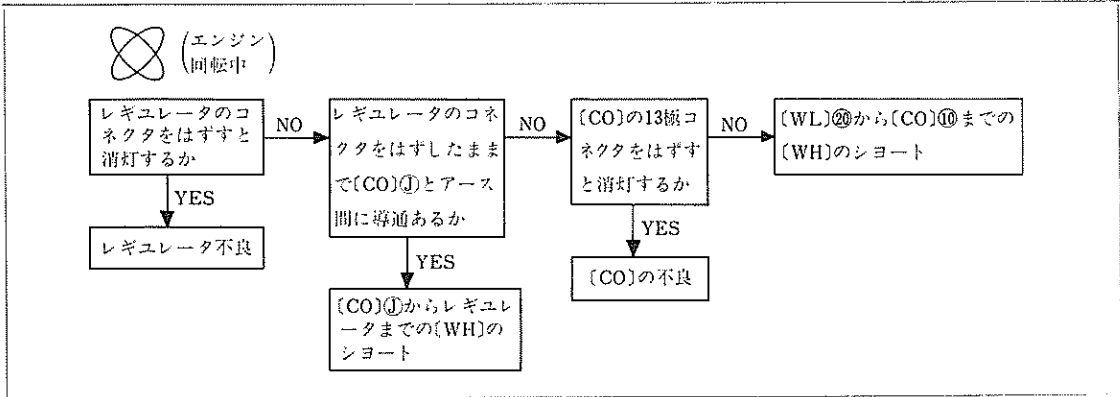 (エンジン
回転中)
レギュレータのコ
ネクタをはずすと
消灯するか
NO
YES
レギュレータ不良
レギュレータのコネ
クタをはずしたまま
で〔CO〕Ⓙとアース
間に導通あるか
NO
YES
〔CO〕Ⓙからレギュレ
ータまでの〔WH〕の
ショート
〔CO〕の13極コ
ネクタをはずす
と消灯するか
NO
YES
〔CO〕の不良
〔WL〕⑳から〔CO〕⑩までの
〔WH〕のショート